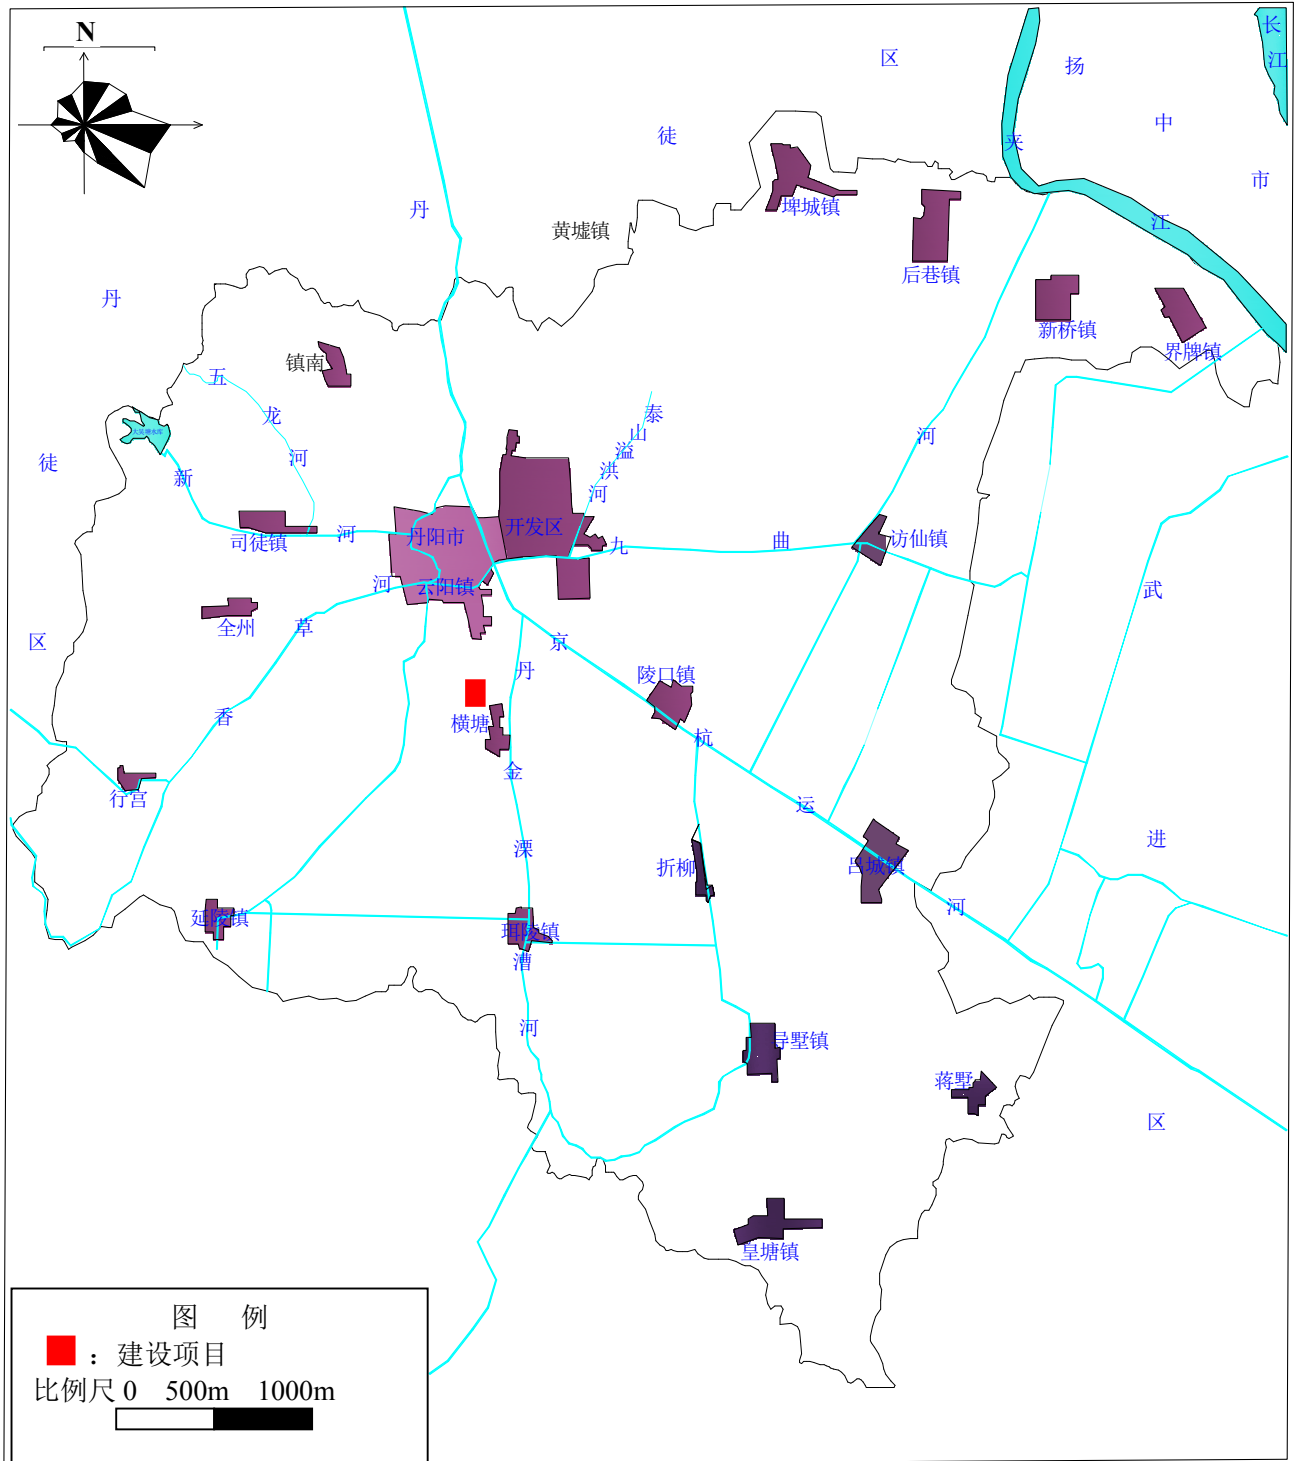 N
长江
区
扬中市
丹徒区
丹徒
夹江
埤城镇
黄墟镇
后巷镇
新桥镇
界牌镇
镇南
五龙河
泰山溢洪河
新河
司徒镇
丹阳市
开发区
九曲河
访仙镇
云阳镇
香草河
全州
武进区
京杭运河
陵口镇
丹金溧漕河
横塘
行宫
折柳
吕城镇
延陵镇
珥陵镇
导墅镇
蒋墅
皇塘镇
图 例
：建设项目
比例尺 0 500m 1000m